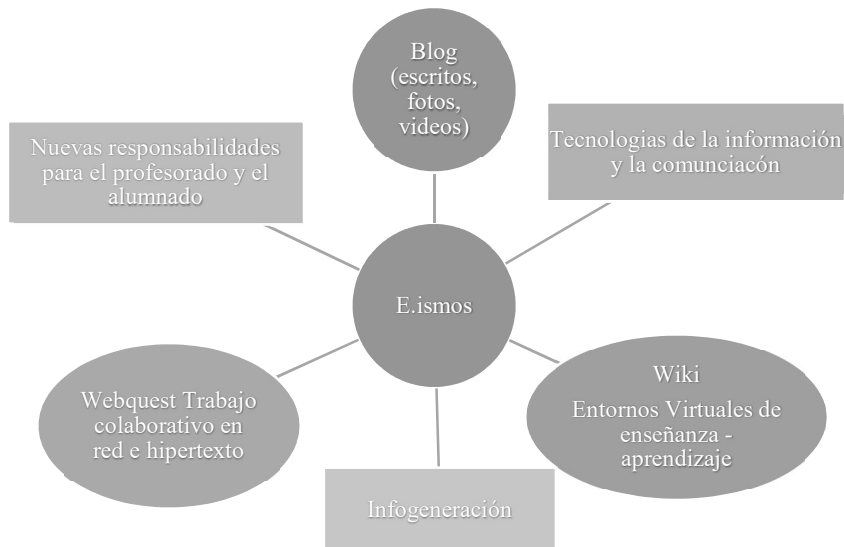 Blog
(escritos,
fotos,
videos)
Nuevas responsabilidades
para el profesorado y el
alumnado
Tecnologias de la información
y la comunciacón
E.ismos
Webquest Trabajo
colaborativo en
red e hipertexto
Wiki
Entornos Virtuales de
enseñanza -
aprendizaje
Infogeneración